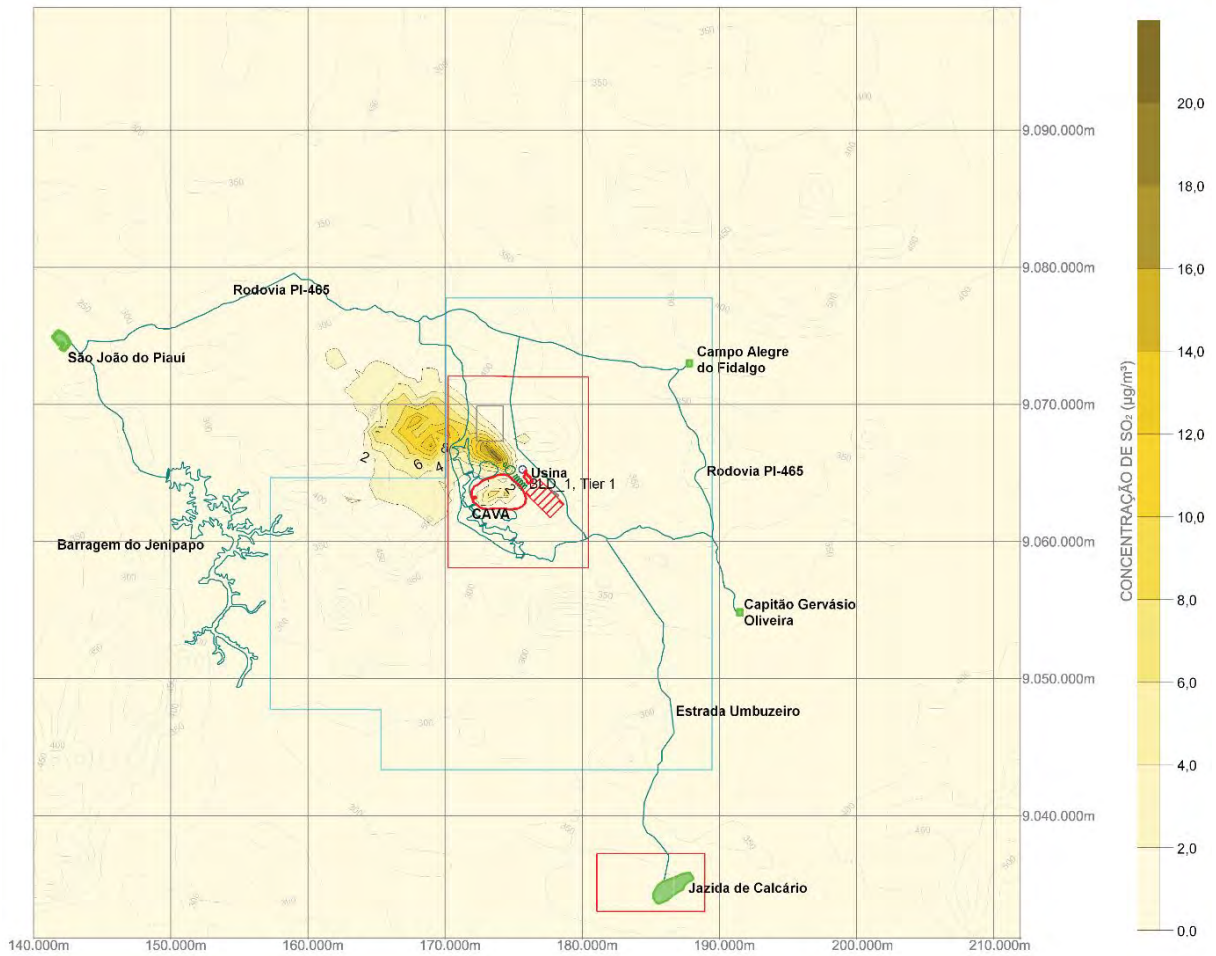 20,0
9.090.000m
18,0
9.080.000m
16,0
Rodovia PI-465
São João do Piauí
Campo Alegre
do Fidalgo
14,0
CONCENTRAÇÃO DE SO₂ (µg/m³)
9.070.000m
12,0
8
2
6
4
Rodovia PI-465
Usina
BLD_1, Tier 1
CAVA
10,0
Barragem do Jenipapo
9.060.000m
8,0
Capitão Gervásio
Oliveira
6,0
9.050.000m
Estrada Umbuzeiro
4,0
9.040.000m
2,0
Jazida de Calcário
0.0
140.000m
150.000m
160.000m
170.000m
180.000m
190.000m
200.000m
210.000m